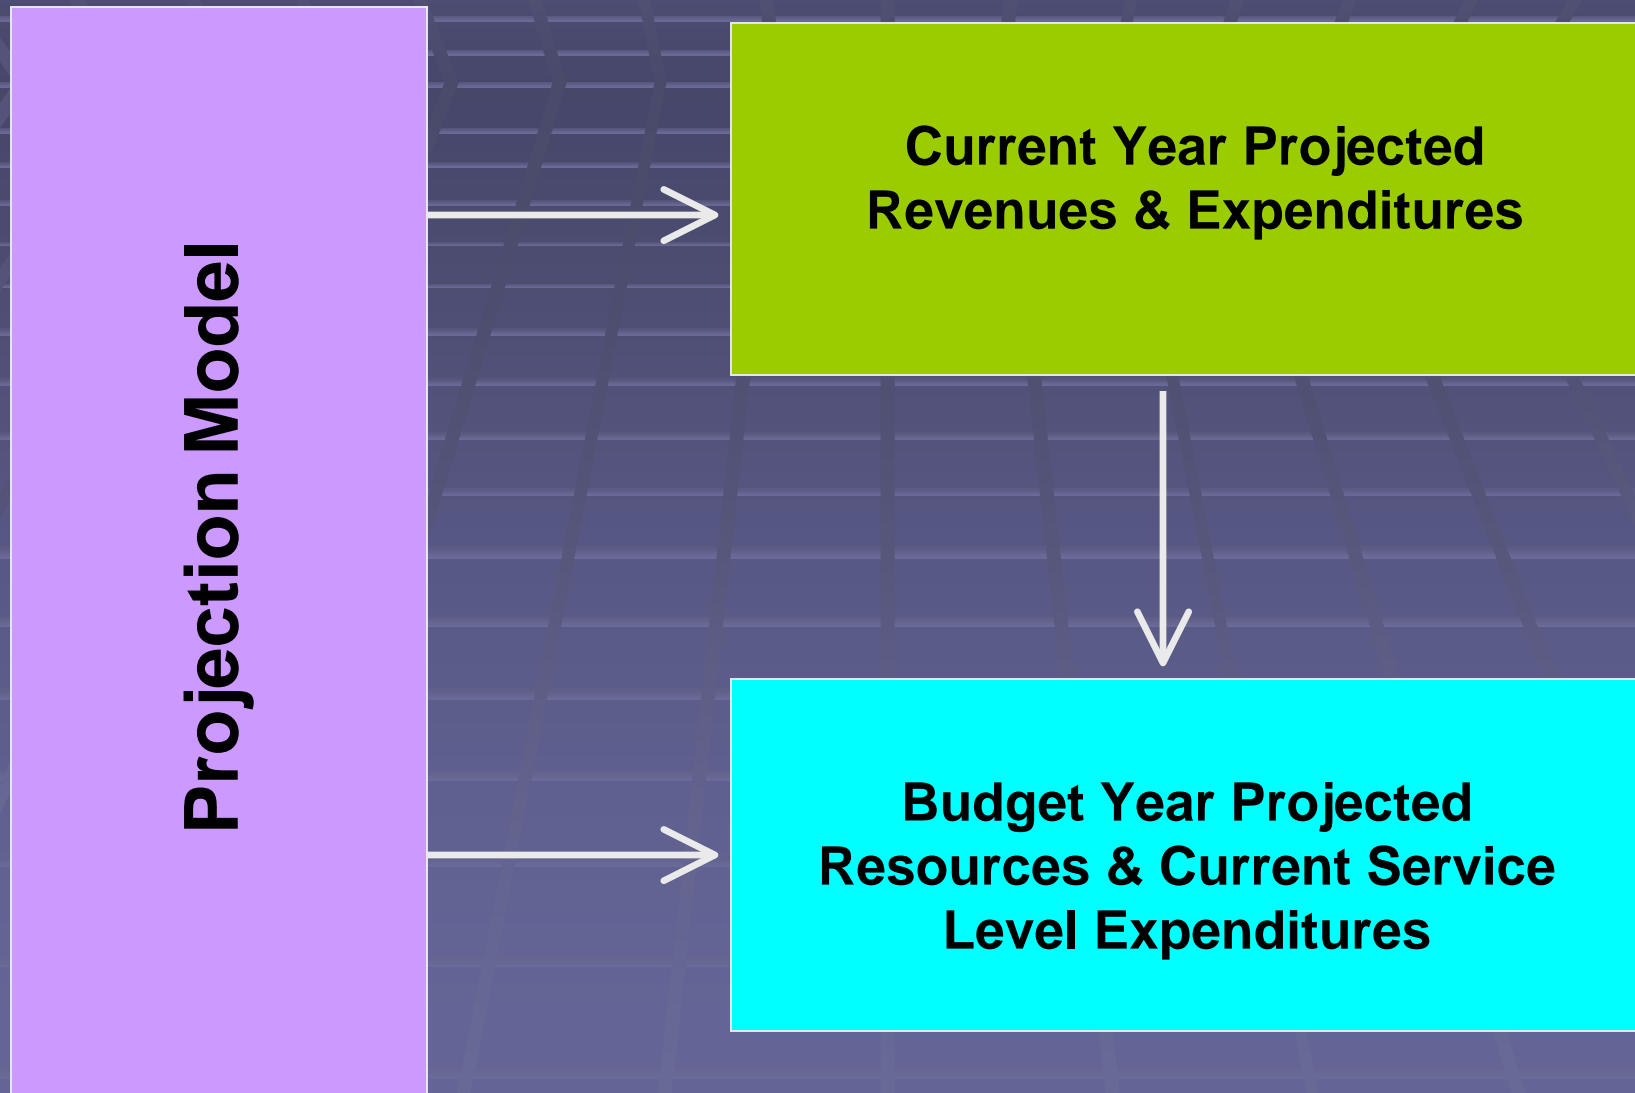 Projection Model
Current Year Projected
Revenues & Expenditures
Budget Year Projected
Resources & Current Service
Level Expenditures